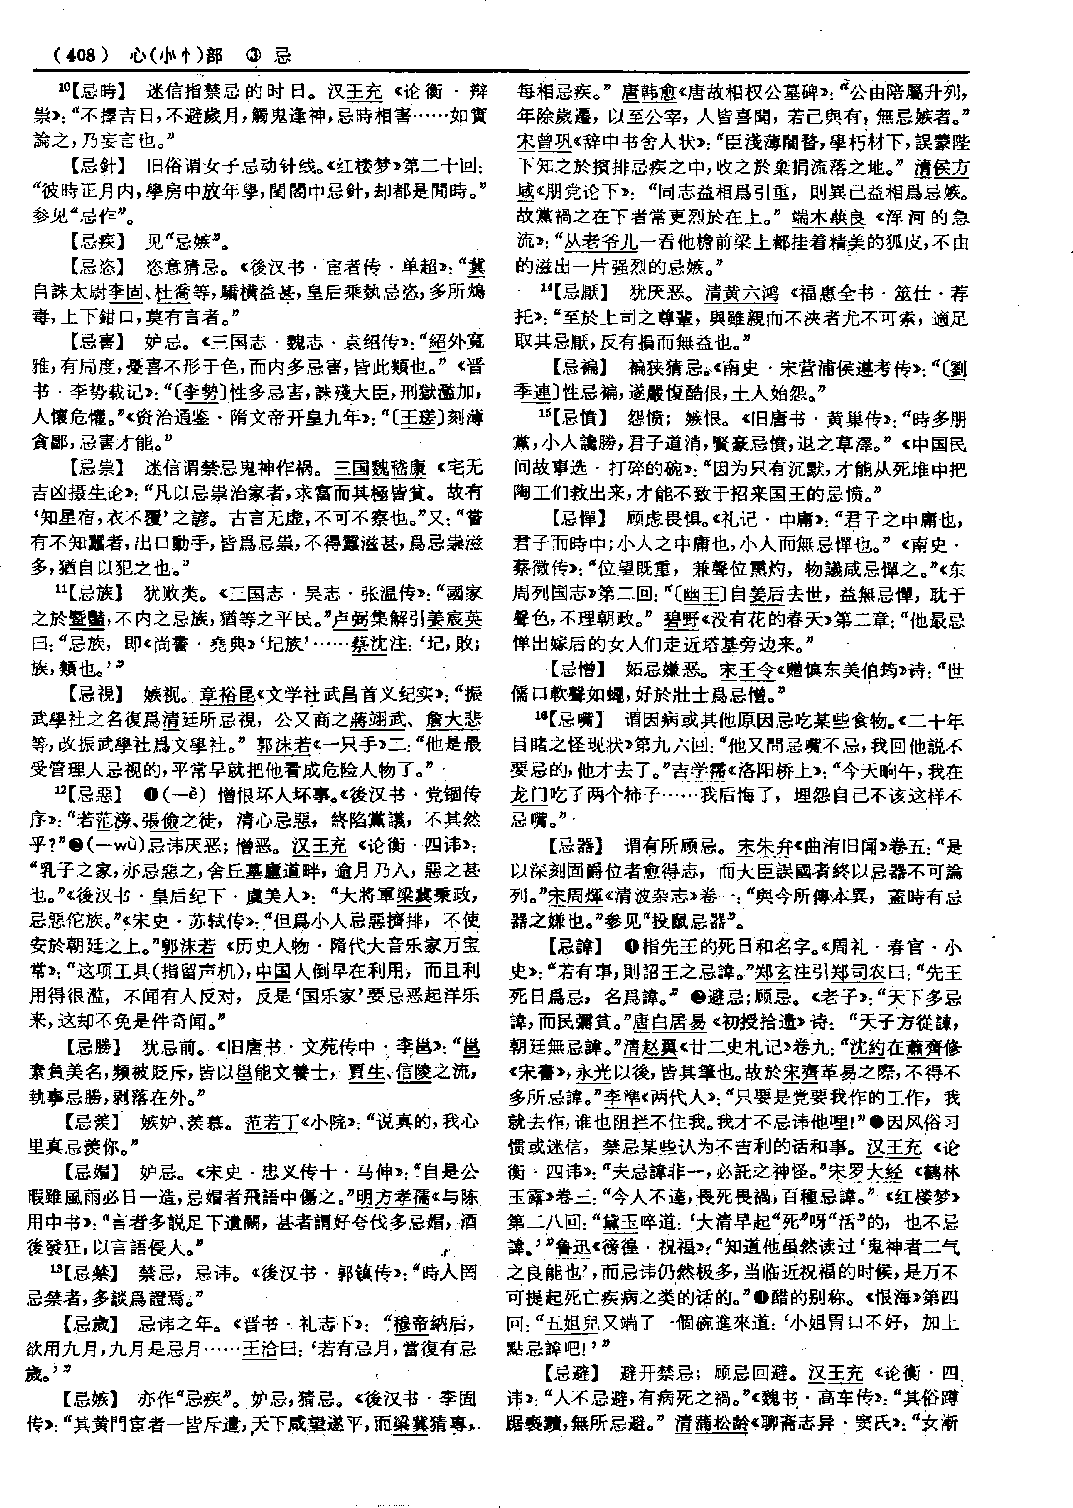 (408) 心(小忄)部 ③ 忌
10【忌時】 迷信指禁忌的时日。汉王充《论衡·辩
祟》：“不擇吉日，不避歲月，觸鬼逢神，忌時相害……如實
論之，乃妄言也。”
【忌針】 旧俗谓女子忌动针线。《红楼梦》第二十回：
“彼時正月内，學房中放年學，閨閣中忌針，却都是閒時。”
参见“忌作”。
【忌疾】 见“忌嫉”。
【忌恣】 恣意猜忌。《後汉书·宦者传·单超》：“冀
自誅太尉李固、杜喬等，驕横益甚，皇后乘埶忌恣，多所鴆
毒，上下鉗口，莫有言者。”
【忌害】 妒忌。《三国志·魏志·袁绍传》：“紹外寬
雅，有局度，憂喜不形于色，而内多忌害，皆此類也。”《晋
书·李势载记》：“〔李勢〕性多忌害，誅殘大臣，刑獄濫加，
人懷危懼。”《资治通鉴·隋文帝开皇九年》：“〔王瑳〕刻薄
貪鄙，忌害才能。”
【忌祟】 迷信谓禁忌鬼神作祸。三国魏嵇康《宅无
吉凶摄生论》：“凡以忌祟治家者，求富而其極皆貧。故有
‘知星宿，衣不覆’之諺。古言无虚，不可不察也。”又：“嘗
有不知蠶者，出口動手，皆爲忌祟，不得蠶滋甚，爲忌祟滋
多，猶自以犯之也。”
11【忌族】 犹败类。《三国志·吴志·张温传》：“國家
之於暨豔，不内之忌族，猶等之平民。”卢弼集解引姜宸英
曰：“忌族，即《尚書·堯典》‘圮族’……蔡沈注：‘圮，敗；
族，類也。’”
【忌視】 嫉视。章裕昆《文学社武昌首义纪实》：“振
武學社之名復爲清廷所忌視，公又商之蔣翊武、詹大悲
等，改振武學社爲文學社。”郭沫若《一只手》二：“他是最
受管理人忌视的，平常早就把他看成危险人物了。”
12【忌惡】 ❶(—è) 憎恨坏人坏事。《後汉书·党锢传
序》：“若范滂、張儉之徒，清心忌惡，終陷黨議，不其然
乎？”❷(—wù)忌讳厌恶；憎恶。汉王充《论衡·四讳》：
“乳子之家，亦忌惡之，舍丘墓廬道畔，逾月乃入，惡之甚
也。”《後汉书·皇后纪下·虞美人》：“大將軍梁冀秉政，
忌惡佗族。”《宋史·苏轼传》：“但爲小人忌惡擠排，不使
安於朝廷之上。”郭沫若《历史人物·隋代大音乐家万宝
常》：“这项工具(指留声机)，中国人倒早在利用，而且利
用得很滥，不闻有人反对，反是‘国乐家’要忌恶起洋乐
来，这却不免是件奇闻。”
【忌勝】 犹忌前。《旧唐书·文苑传中·李邕》：“邕
素負美名，頻被貶斥，皆以邕能文養士，賈生、信陵之流，
執事忌勝，剥落在外。”
【忌羨】 嫉妒、羡慕。范若丁《小院》：“说真的，我心
里真忌羡你。”
【忌媢】 妒忌。《宋史·忠义传十·马伸》：“自是公
暇雖風雨必日一造，忌媢者飛語中傷之。”明方孝孺《与陈
用中书》：“言者多説足下遺闕，甚者謂好夸伐多忌媢，酒
後發狂，以言語侵人。”
13【忌禁】 禁忌，忌讳。《後汉书·郭镇传》：“時人罔
忌禁者，多談爲證焉。”
【忌歲】 忌讳之年。《晋书·礼志下》：“穆帝納后，
欲用九月，九月是忌月……王洽曰：‘若有忌月，當復有忌
歲。’”
【忌嫉】 亦作“忌疾”。妒忌；猜忌。《後汉书·李固
传》：“其黄門宦者一皆斥遣，天下咸望遂平，而梁冀猜專，
每相忌疾。”唐韩愈《唐故相权公墓碑》：“公由陪屬升列，
年除歲遷，以至公宰，人皆喜聞，若己與有，無忌嫉者。”
宋曾巩《辞中书舍人状》：“臣淺薄闇昏，學朽材下，誤蒙陛
下知之於擯排忌疾之中，收之於棄捐流落之地。”清侯方
域《朋党论下》：“同志益相爲引重，則異己益相爲忌嫉。
故黨禍之在下者常更烈於在上。”端木蕻良《浑河的急
流》：“从老爷儿一看他檐前梁上都挂着精美的狐皮，不由
的滋出一片强烈的忌嫉。”
14【忌厭】 犹厌恶。清黄六鸿《福惠全书·筮仕·荐
托》：“至於上司之尊輩，與雖親而不浹者尤不可索，適足
取其忌厭，反有損而無益也。”
【忌褊】 褊狭猜忌。《南史·宋营浦侯遵考传》：“〔劉
季連〕性忌褊，遂嚴愎酷佷，土人始怨。”
15【忌憤】 怨愤；嫉恨。《旧唐书·黄巢传》：“時多朋
黨，小人讒勝，君子道消，賢豪忌憤，退之草澤。”《中国民
间故事选·打碎的碗》：“因为只有沉默，才能从死堆中把
陶工们救出来，才能不致于招来国王的忌愤。”
【忌憚】 顾虑畏惧。《礼记·中庸》：“君子之中庸也，
君子而時中；小人之中庸也，小人而無忌憚也。”《南史·
蔡徵传》：“位望既重，兼聲位熏灼，物議咸忌憚之。”《东
周列国志》第二回：“〔幽王〕自姜后去世，益無忌憚，耽于
聲色，不理朝政。”碧野《没有花的春天》第二章：“他最忌
惮出嫁后的女人们走近塔基旁边来。”
【忌憎】 妬忌嫌恶。宋王令《赠慎东美伯筠》诗：“世
儒口軟聲如蠅，好於壯士爲忌憎。”
16【忌嘴】 谓因病或其他原因忌吃某些食物。《二十年
目睹之怪现状》第九六回：“他又問忌嘴不忌，我回他説不
要忌的，他才去了。”吉学霈《洛阳桥上》：“今天晌午，我在
龙门吃了两个柿子……我后悔了，埋怨自己不该这样不
忌嘴。”
【忌器】 谓有所顾忌。宋朱弁《曲洧旧闻》卷五：“是
以深刻固爵位者愈得志，而大臣誤國者終以忌器不可論
列。”宋周煇《清波杂志》卷一：“與今所傳本異，蓋時有忌
器之嫌也。”参见“投鼠忌器”。
【忌諱】 ❶指先王的死日和名字。《周礼·春官·小
史》：“若有事，則詔王之忌諱。”郑玄注引郑司农曰：“先王
死日爲忌，名爲諱。”❷避忌；顾忌。《老子》：“天下多忌
諱，而民彌貧。”唐白居易《初授拾遗》诗：“天子方從諫，
朝廷無忌諱。”清赵翼《廿二史札记》卷九：“沈約在蕭齊修
《宋書》，永光以後，皆其筆也。故於宋齊革易之際，不得不
多所忌諱。”李準《两代人》：“只要是党要我作的工作，我
就去作，谁也阻拦不住我。我才不忌讳他哩！”❸因风俗习
惯或迷信，禁忌某些认为不吉利的话和事。汉王充《论
衡·四讳》：“夫忌諱非一，必託之神怪。”宋罗大经《鹤林
玉露》卷三：“今人不達，畏死畏禍，百種忌諱。”《红楼梦》
第二八回：“黛玉啐道：‘大清早起“死”呀“活”的，也不忌
諱。’”鲁迅《彷徨·祝福》：“知道他虽然读过‘鬼神者二气
之良能也’，而忌讳仍然极多，当临近祝福的时候，是万不
可提起死亡疾病之类的话的。”❹醋的别称。《恨海》第四
回：“五姐兒又端了一個碗進來道：‘小姐胃口不好，加上
點忌諱吧！’”
【忌避】 避开禁忌；顾忌回避。汉王充《论衡·四
讳》：“人不忌避，有病死之禍。”《魏书·高车传》：“其俗蹲
踞褻黷，無所忌避。”清蒲松龄《聊斋志异·窦氏》：“女漸